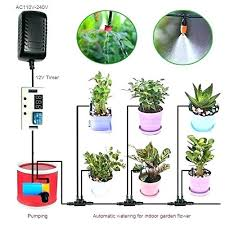 AC110V-240V
12V Timer
Pumping
Automatic watering for indoor garden flower